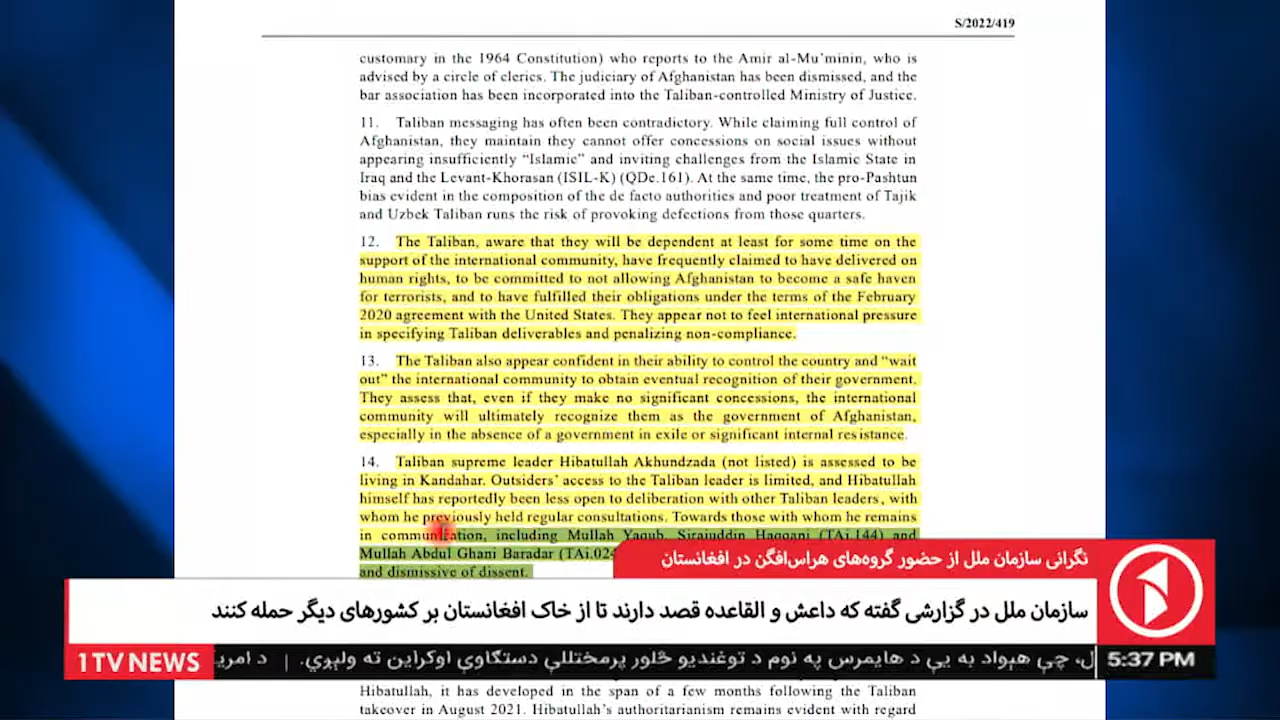 S/2022/419
customary in the 1964 Constitution) who reports to the Amir al-Mu’minin, who is
advised by a circle of clerics. The judiciary of Afghanistan has been dismissed, and the
bar association has been incorporated into the Taliban-controlled Ministry of Justice.
11. Taliban messaging has often been contradictory. While claiming full control of
Afghanistan, they maintain they cannot offer concessions on social issues without
appearing insufficiently “Islamic” and inviting challenges from the Islamic State in
Iraq and the Levant-Khorasan (ISIL-K) (QDe.161). At the same time, the pro-Pashtun
bias evident in the composition of the de facto authorities and poor treatment of Tajik
and Uzbek Taliban runs the risk of provoking defections from those quarters.
12. The Taliban, aware that they will be dependent at least for some time on the
support of the international community, have frequently claimed to have delivered on
human rights, to be committed to not allowing Afghanistan to become a safe haven
for terrorists, and to have fulfilled their obligations under the terms of the February
2020 agreement with the United States. They appear not to feel international pressure
in specifying Taliban deliverables and penalizing non-compliance.
13. The Taliban also appear confident in their ability to control the country and “wait
out” the international community to obtain eventual recognition of their government.
They assess that, even if they make no significant concessions, the international
community will ultimately recognize them as the government of Afghanistan,
especially in the absence of a government in exile or significant internal resistance.
14. Taliban supreme leader Hibatullah Akhundzada (not listed) is assessed to be
living in Kandahar. Outsiders’ access to the Taliban leader is limited, and Hibatullah
himself has reportedly been less open to deliberation with other Taliban leaders, with
whom he previously held regular consultations. Towards those with whom he remains
in communication, including Mullah Yaqub, Sirajuddin Haqqani (TAi.144) and
Mullah Abdul Ghani Baradar (TAi.024
and dismissive of dissent.
نگرانی سازمان ملل از حضور گروه‌های هراس‌افگن در افغانستان
سازمان ملل در گزارشی گفته که داعش و القاعده قصد دارند تا از خاک افغانستان بر کشورهای دیگر حمله کنند
1TV NEWS
ل، چې هېواد به یې د هایمرس په نوم د توغندیو څلور پرمختللي دستګاوې اوکراین ته ولېږي. | د امری
5:37 PM
Hibatullah, it has developed in the span of a few months following the Taliban
takeover in August 2021. Hibatullah’s authoritarianism remains evident with regard